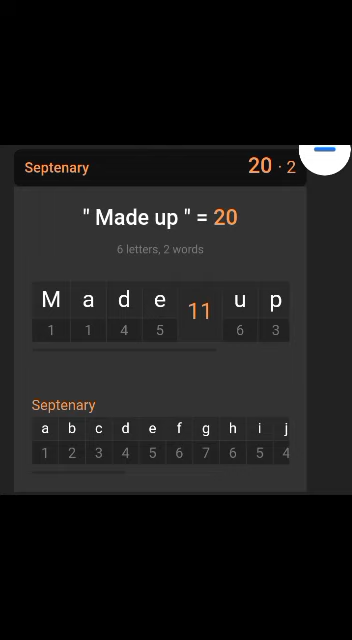 Septenary 20 · 2
" Made up " = 20
6 letters, 2 words
M a d e 11 u p
1 1 4 5 6 3
Septenary
a b c d e f g h i j
1 2 3 4 5 6 7 6 5 4